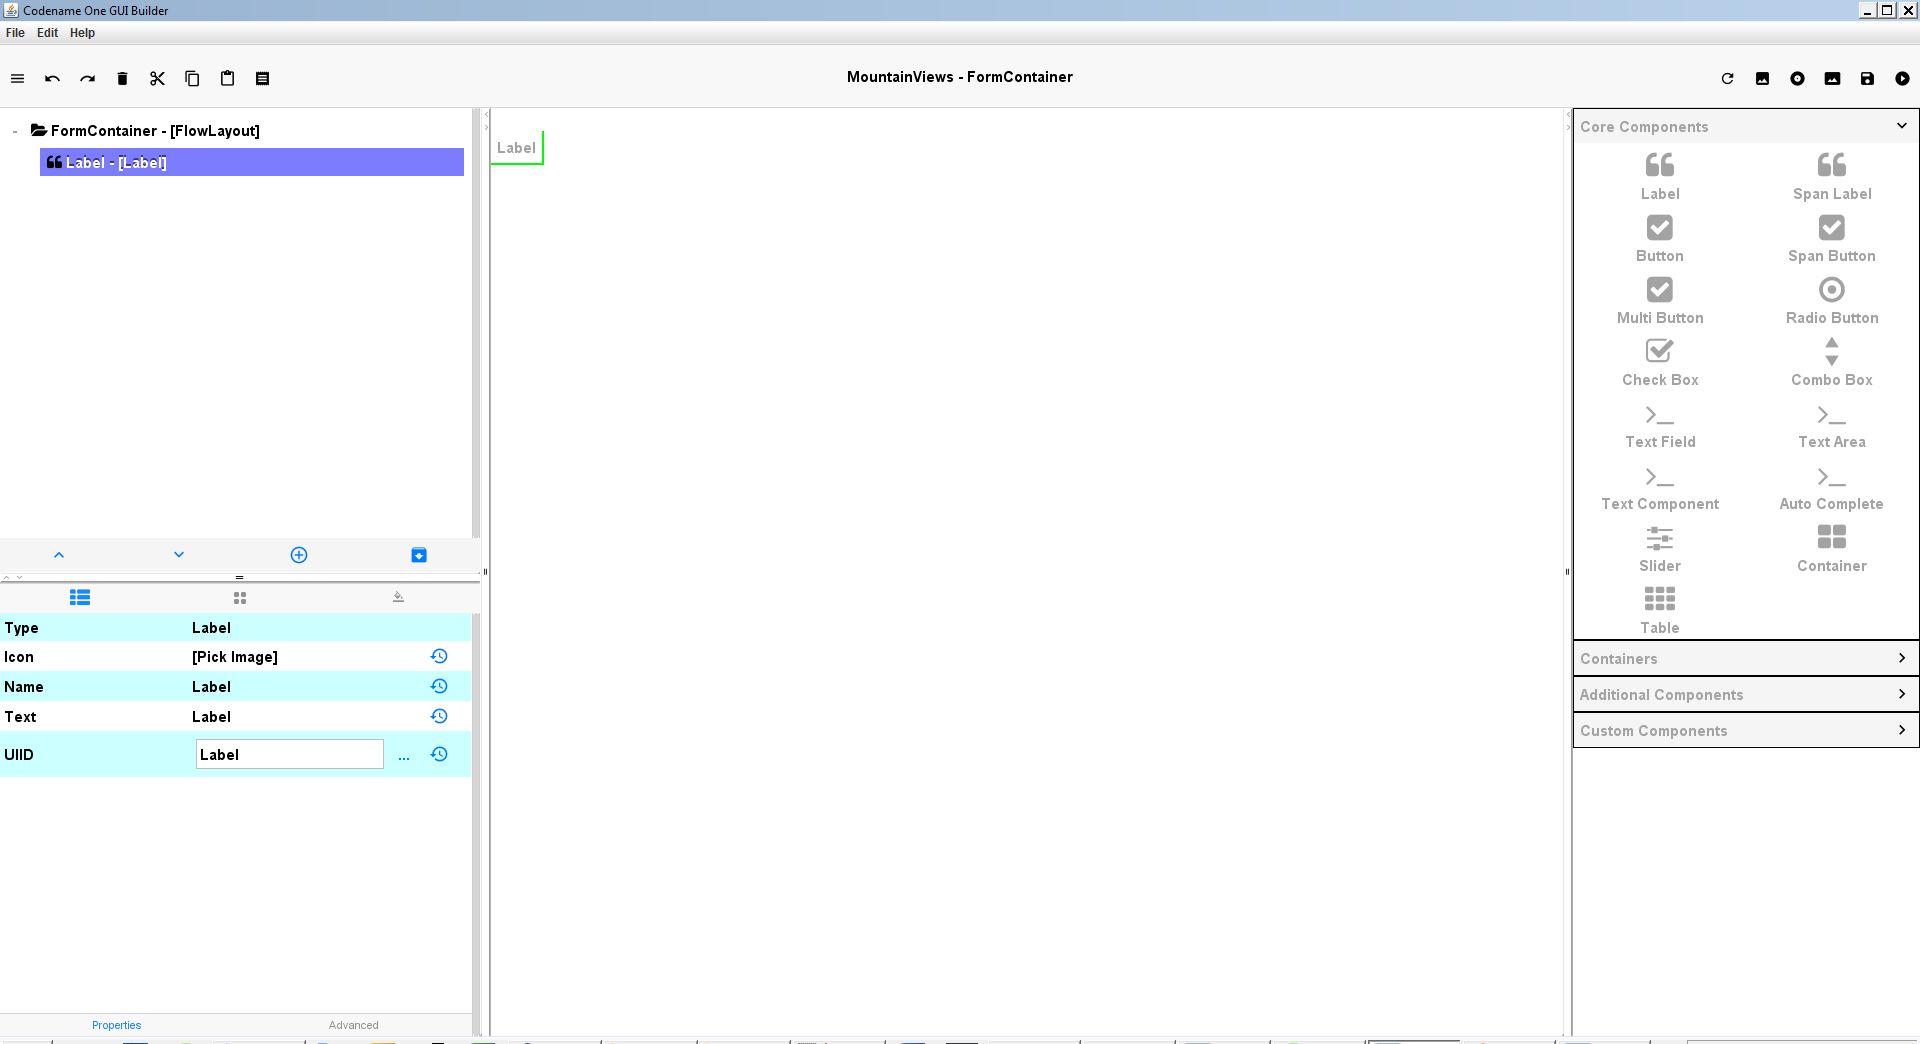 Codename One GUI Builder
File Edit Help
MountainViews - FormContainer
- FormContainer - [FlowLayout]
Label - [Label]
Label
Core Components
Label Span Label
Button Span Button
Multi Button Radio Button
Check Box Combo Box
Text Field Text Area
Text Component Auto Complete
Slider Container
Table
Containers
Additional Components
Custom Components
Type Label
Icon [Pick Image]
Name Label
Text Label
UIID Label ...
Properties Advanced